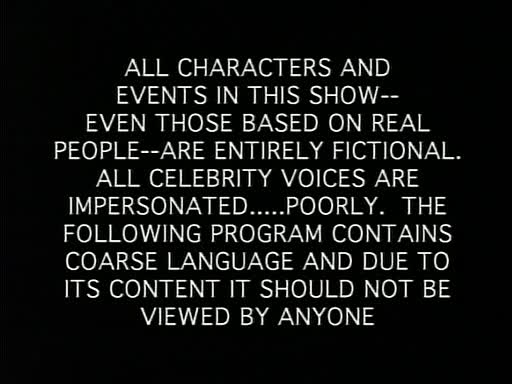 ALL CHARACTERS AND
EVENTS IN THIS SHOW--
EVEN THOSE BASED ON REAL
PEOPLE--ARE ENTIRELY FICTIONAL.
ALL CELEBRITY VOICES ARE
IMPERSONATED.....POORLY. THE
FOLLOWING PROGRAM CONTAINS
COARSE LANGUAGE AND DUE TO
ITS CONTENT IT SHOULD NOT BE
VIEWED BY ANYONE